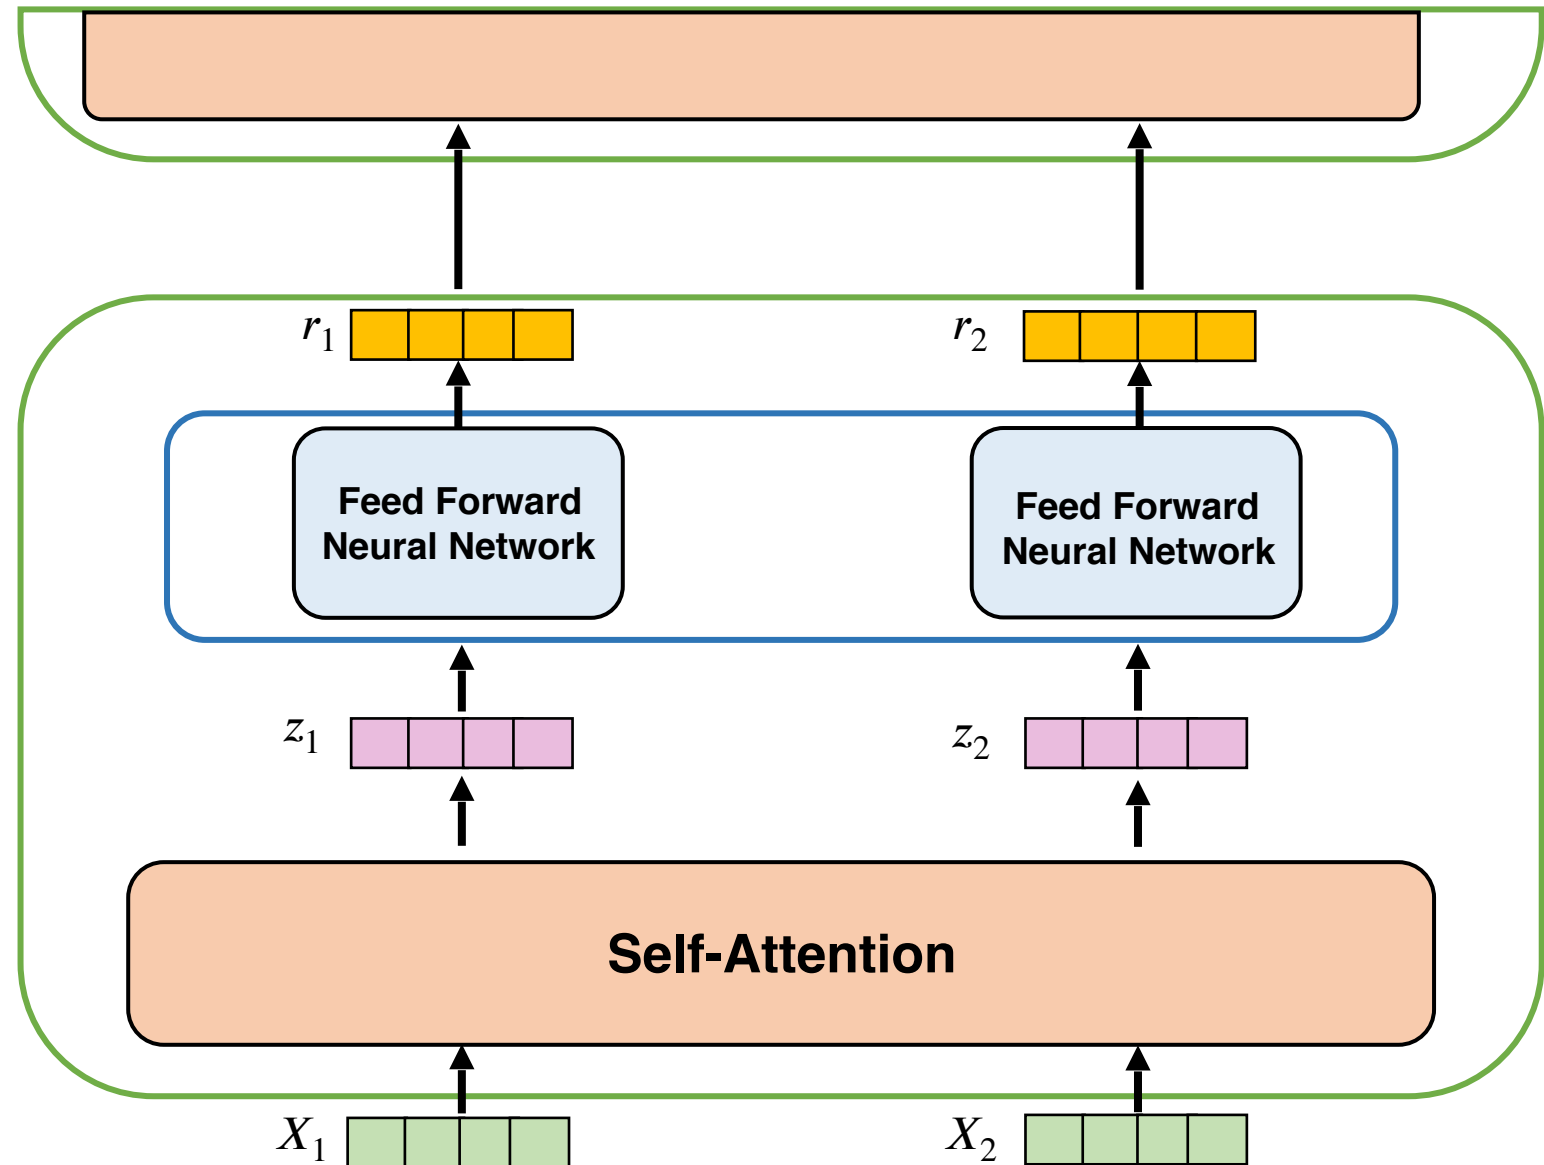 r₁
r₂
Feed Forward
Neural Network
Feed Forward
Neural Network
z₁
z₂
Self-Attention
X₁
X₂